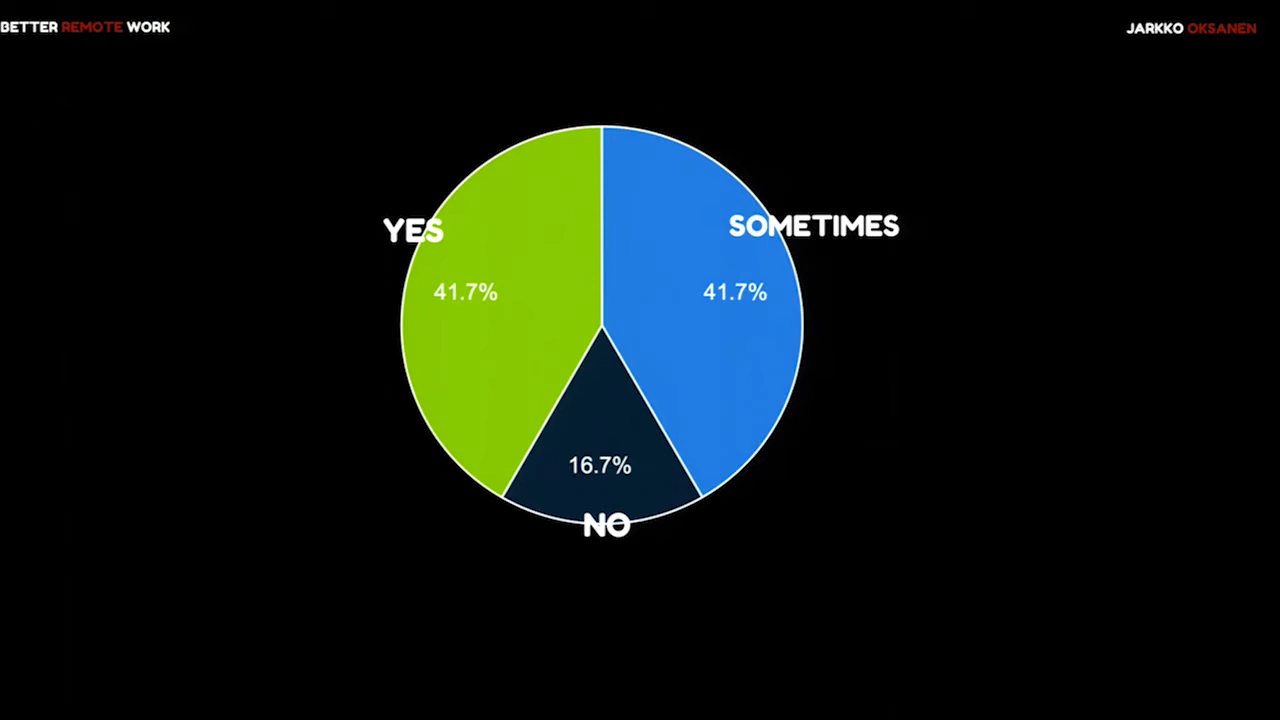 BETTER REMOTE WORK
JARKKO OKSANEN
YES
SOMETIMES
41.7%
41.7%
16.7%
NO